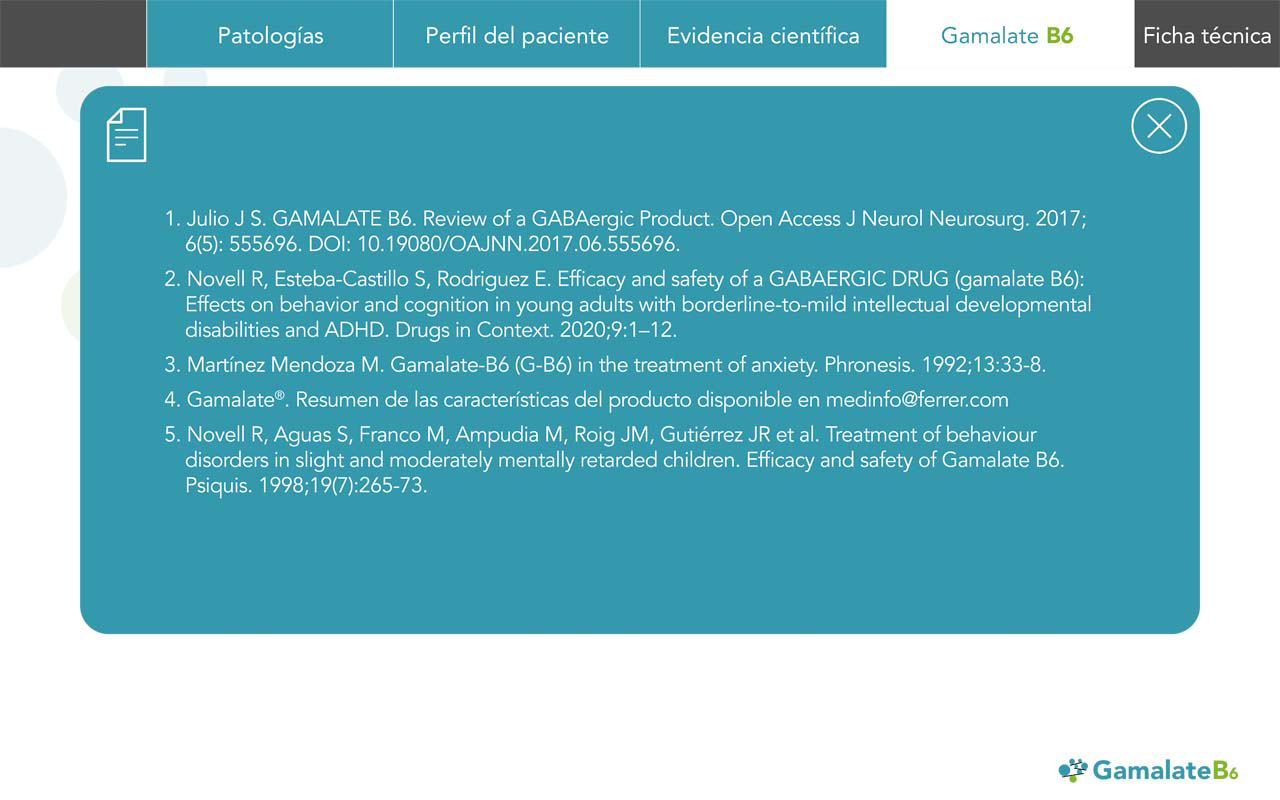 Patologías
Perfil del paciente
Evidencia científica
Gamalate B6
Ficha técnica
1. Julio J S. GAMALATE B6. Review of a GABAergic Product. Open Access J Neurol Neurosurg. 2017;
6(5): 555696. DOI: 10.19080/OAJNN.2017.06.555696.
2. Novell R, Esteba-Castillo S, Rodriguez E. Efficacy and safety of a GABAERGIC DRUG (gamalate B6):
Effects on behavior and cognition in young adults with borderline-to-mild intellectual developmental
disabilities and ADHD. Drugs in Context. 2020;9:1–12.
3. Martínez Mendoza M. Gamalate-B6 (G-B6) in the treatment of anxiety. Phronesis. 1992;13:33-8.
4. Gamalate®. Resumen de las características del producto disponible en medinfo@ferrer.com
5. Novell R, Aguas S, Franco M, Ampudia M, Roig JM, Gutiérrez JR et al. Treatment of behaviour
disorders in slight and moderately mentally retarded children. Efficacy and safety of Gamalate B6.
Psiquis. 1998;19(7):265-73.
GamalateB6